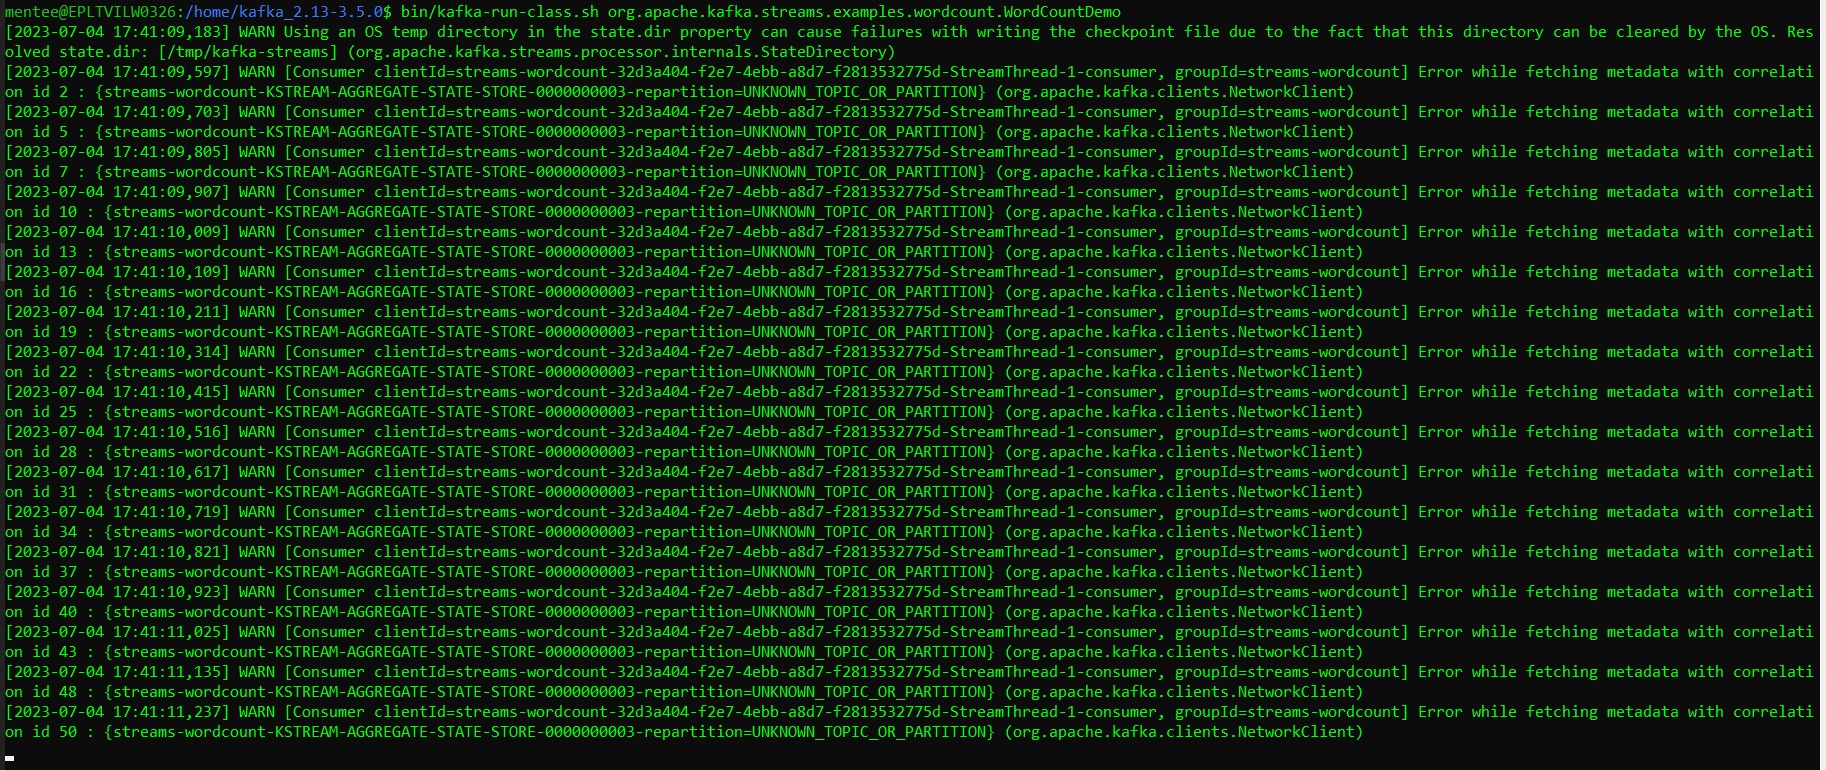 mentee@EPLTVILW0326:/home/kafka_2.13-3.5.0$ bin/kafka-run-class.sh org.apache.kafka.streams.examples.wordcount.WordCountDemo
[2023-07-04 17:41:09,183] WARN Using an OS temp directory in the state.dir property can cause failures with writing the checkpoint file due to the fact that this directory can be cleared by the OS. Res
olved state.dir: [/tmp/kafka-streams] (org.apache.kafka.streams.processor.internals.StateDirectory)
[2023-07-04 17:41:09,597] WARN [Consumer clientId=streams-wordcount-32d3a404-f2e7-4ebb-a8d7-f2813532775d-StreamThread-1-consumer, groupId=streams-wordcount] Error while fetching metadata with correlati
on id 2 : {streams-wordcount-KSTREAM-AGGREGATE-STATE-STORE-0000000003-repartition=UNKNOWN_TOPIC_OR_PARTITION} (org.apache.kafka.clients.NetworkClient)
[2023-07-04 17:41:09,703] WARN [Consumer clientId=streams-wordcount-32d3a404-f2e7-4ebb-a8d7-f2813532775d-StreamThread-1-consumer, groupId=streams-wordcount] Error while fetching metadata with correlati
on id 5 : {streams-wordcount-KSTREAM-AGGREGATE-STATE-STORE-0000000003-repartition=UNKNOWN_TOPIC_OR_PARTITION} (org.apache.kafka.clients.NetworkClient)
[2023-07-04 17:41:09,805] WARN [Consumer clientId=streams-wordcount-32d3a404-f2e7-4ebb-a8d7-f2813532775d-StreamThread-1-consumer, groupId=streams-wordcount] Error while fetching metadata with correlati
on id 7 : {streams-wordcount-KSTREAM-AGGREGATE-STATE-STORE-0000000003-repartition=UNKNOWN_TOPIC_OR_PARTITION} (org.apache.kafka.clients.NetworkClient)
[2023-07-04 17:41:09,907] WARN [Consumer clientId=streams-wordcount-32d3a404-f2e7-4ebb-a8d7-f2813532775d-StreamThread-1-consumer, groupId=streams-wordcount] Error while fetching metadata with correlati
on id 10 : {streams-wordcount-KSTREAM-AGGREGATE-STATE-STORE-0000000003-repartition=UNKNOWN_TOPIC_OR_PARTITION} (org.apache.kafka.clients.NetworkClient)
[2023-07-04 17:41:10,009] WARN [Consumer clientId=streams-wordcount-32d3a404-f2e7-4ebb-a8d7-f2813532775d-StreamThread-1-consumer, groupId=streams-wordcount] Error while fetching metadata with correlati
on id 13 : {streams-wordcount-KSTREAM-AGGREGATE-STATE-STORE-0000000003-repartition=UNKNOWN_TOPIC_OR_PARTITION} (org.apache.kafka.clients.NetworkClient)
[2023-07-04 17:41:10,109] WARN [Consumer clientId=streams-wordcount-32d3a404-f2e7-4ebb-a8d7-f2813532775d-StreamThread-1-consumer, groupId=streams-wordcount] Error while fetching metadata with correlati
on id 16 : {streams-wordcount-KSTREAM-AGGREGATE-STATE-STORE-0000000003-repartition=UNKNOWN_TOPIC_OR_PARTITION} (org.apache.kafka.clients.NetworkClient)
[2023-07-04 17:41:10,211] WARN [Consumer clientId=streams-wordcount-32d3a404-f2e7-4ebb-a8d7-f2813532775d-StreamThread-1-consumer, groupId=streams-wordcount] Error while fetching metadata with correlati
on id 19 : {streams-wordcount-KSTREAM-AGGREGATE-STATE-STORE-0000000003-repartition=UNKNOWN_TOPIC_OR_PARTITION} (org.apache.kafka.clients.NetworkClient)
[2023-07-04 17:41:10,314] WARN [Consumer clientId=streams-wordcount-32d3a404-f2e7-4ebb-a8d7-f2813532775d-StreamThread-1-consumer, groupId=streams-wordcount] Error while fetching metadata with correlati
on id 22 : {streams-wordcount-KSTREAM-AGGREGATE-STATE-STORE-0000000003-repartition=UNKNOWN_TOPIC_OR_PARTITION} (org.apache.kafka.clients.NetworkClient)
[2023-07-04 17:41:10,415] WARN [Consumer clientId=streams-wordcount-32d3a404-f2e7-4ebb-a8d7-f2813532775d-StreamThread-1-consumer, groupId=streams-wordcount] Error while fetching metadata with correlati
on id 25 : {streams-wordcount-KSTREAM-AGGREGATE-STATE-STORE-0000000003-repartition=UNKNOWN_TOPIC_OR_PARTITION} (org.apache.kafka.clients.NetworkClient)
[2023-07-04 17:41:10,516] WARN [Consumer clientId=streams-wordcount-32d3a404-f2e7-4ebb-a8d7-f2813532775d-StreamThread-1-consumer, groupId=streams-wordcount] Error while fetching metadata with correlati
on id 28 : {streams-wordcount-KSTREAM-AGGREGATE-STATE-STORE-0000000003-repartition=UNKNOWN_TOPIC_OR_PARTITION} (org.apache.kafka.clients.NetworkClient)
[2023-07-04 17:41:10,617] WARN [Consumer clientId=streams-wordcount-32d3a404-f2e7-4ebb-a8d7-f2813532775d-StreamThread-1-consumer, groupId=streams-wordcount] Error while fetching metadata with correlati
on id 31 : {streams-wordcount-KSTREAM-AGGREGATE-STATE-STORE-0000000003-repartition=UNKNOWN_TOPIC_OR_PARTITION} (org.apache.kafka.clients.NetworkClient)
[2023-07-04 17:41:10,719] WARN [Consumer clientId=streams-wordcount-32d3a404-f2e7-4ebb-a8d7-f2813532775d-StreamThread-1-consumer, groupId=streams-wordcount] Error while fetching metadata with correlati
on id 34 : {streams-wordcount-KSTREAM-AGGREGATE-STATE-STORE-0000000003-repartition=UNKNOWN_TOPIC_OR_PARTITION} (org.apache.kafka.clients.NetworkClient)
[2023-07-04 17:41:10,821] WARN [Consumer clientId=streams-wordcount-32d3a404-f2e7-4ebb-a8d7-f2813532775d-StreamThread-1-consumer, groupId=streams-wordcount] Error while fetching metadata with correlati
on id 37 : {streams-wordcount-KSTREAM-AGGREGATE-STATE-STORE-0000000003-repartition=UNKNOWN_TOPIC_OR_PARTITION} (org.apache.kafka.clients.NetworkClient)
[2023-07-04 17:41:10,923] WARN [Consumer clientId=streams-wordcount-32d3a404-f2e7-4ebb-a8d7-f2813532775d-StreamThread-1-consumer, groupId=streams-wordcount] Error while fetching metadata with correlati
on id 40 : {streams-wordcount-KSTREAM-AGGREGATE-STATE-STORE-0000000003-repartition=UNKNOWN_TOPIC_OR_PARTITION} (org.apache.kafka.clients.NetworkClient)
[2023-07-04 17:41:11,025] WARN [Consumer clientId=streams-wordcount-32d3a404-f2e7-4ebb-a8d7-f2813532775d-StreamThread-1-consumer, groupId=streams-wordcount] Error while fetching metadata with correlati
on id 43 : {streams-wordcount-KSTREAM-AGGREGATE-STATE-STORE-0000000003-repartition=UNKNOWN_TOPIC_OR_PARTITION} (org.apache.kafka.clients.NetworkClient)
[2023-07-04 17:41:11,135] WARN [Consumer clientId=streams-wordcount-32d3a404-f2e7-4ebb-a8d7-f2813532775d-StreamThread-1-consumer, groupId=streams-wordcount] Error while fetching metadata with correlati
on id 48 : {streams-wordcount-KSTREAM-AGGREGATE-STATE-STORE-0000000003-repartition=UNKNOWN_TOPIC_OR_PARTITION} (org.apache.kafka.clients.NetworkClient)
[2023-07-04 17:41:11,237] WARN [Consumer clientId=streams-wordcount-32d3a404-f2e7-4ebb-a8d7-f2813532775d-StreamThread-1-consumer, groupId=streams-wordcount] Error while fetching metadata with correlati
on id 50 : {streams-wordcount-KSTREAM-AGGREGATE-STATE-STORE-0000000003-repartition=UNKNOWN_TOPIC_OR_PARTITION} (org.apache.kafka.clients.NetworkClient)